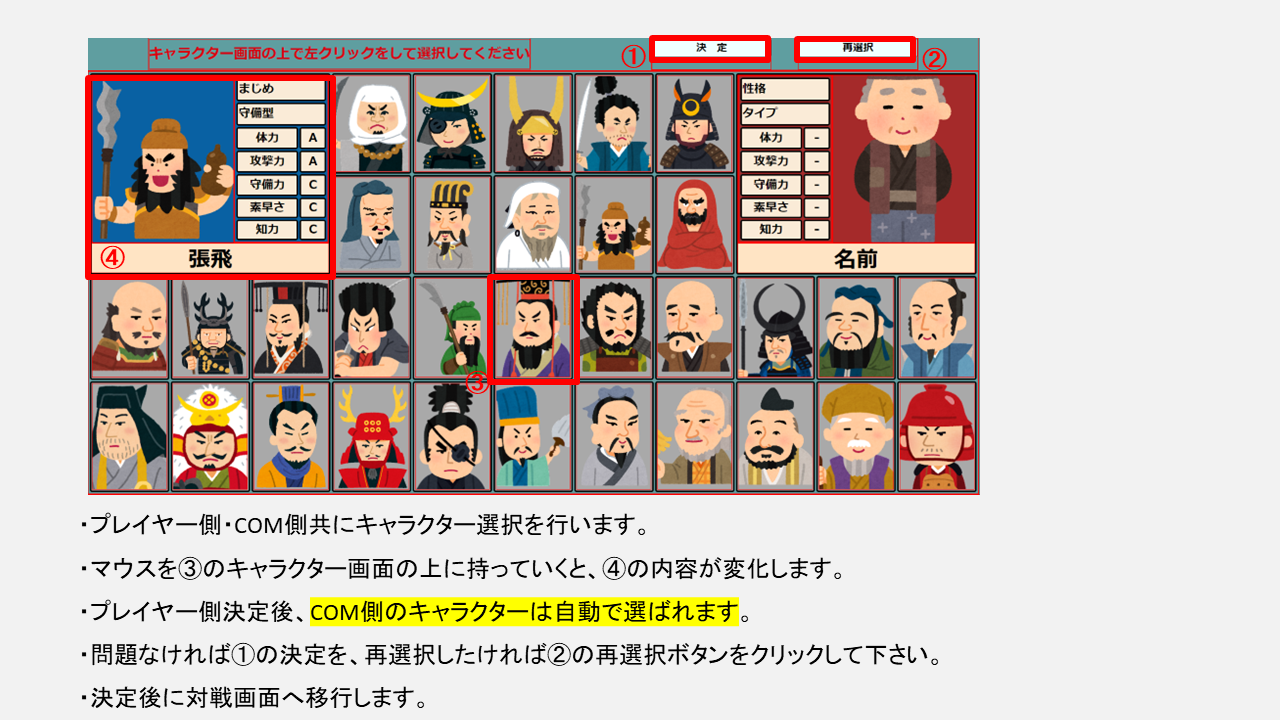 キャラクター画面の上で左クリックをして選択してください
① 決　定
再選択 ②
まじめ
守備型
体力 A
攻撃力 A
守備力 C
素早さ C
知力 C
④ 張飛
性格
タイプ
体力 -
攻撃力 -
守備力 -
素早さ -
知力 -
名前
③
・プレイヤー側・COM側共にキャラクター選択を行います。
・マウスを③のキャラクター画面の上に持っていくと、④の内容が変化します。
・プレイヤー側決定後、COM側のキャラクターは自動で選ばれます。
・問題なければ①の決定を、再選択したければ②の再選択ボタンをクリックして下さい。
・決定後に対戦画面へ移行します。